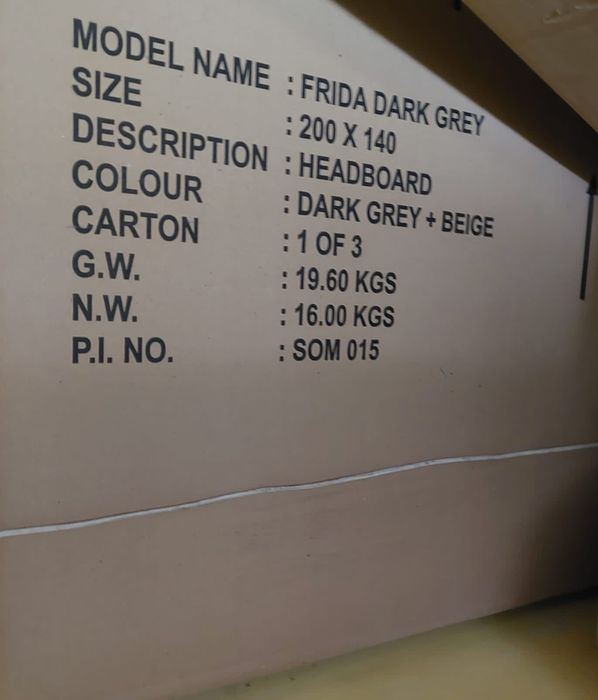 MODEL NAME : FRIDA DARK GREY
SIZE : 200 X 140
DESCRIPTION : HEADBOARD
COLOUR : DARK GREY + BEIGE
CARTON : 1 OF 3
G.W. : 19.60 KGS
N.W. : 16.00 KGS
P.I. NO. : SOM 015